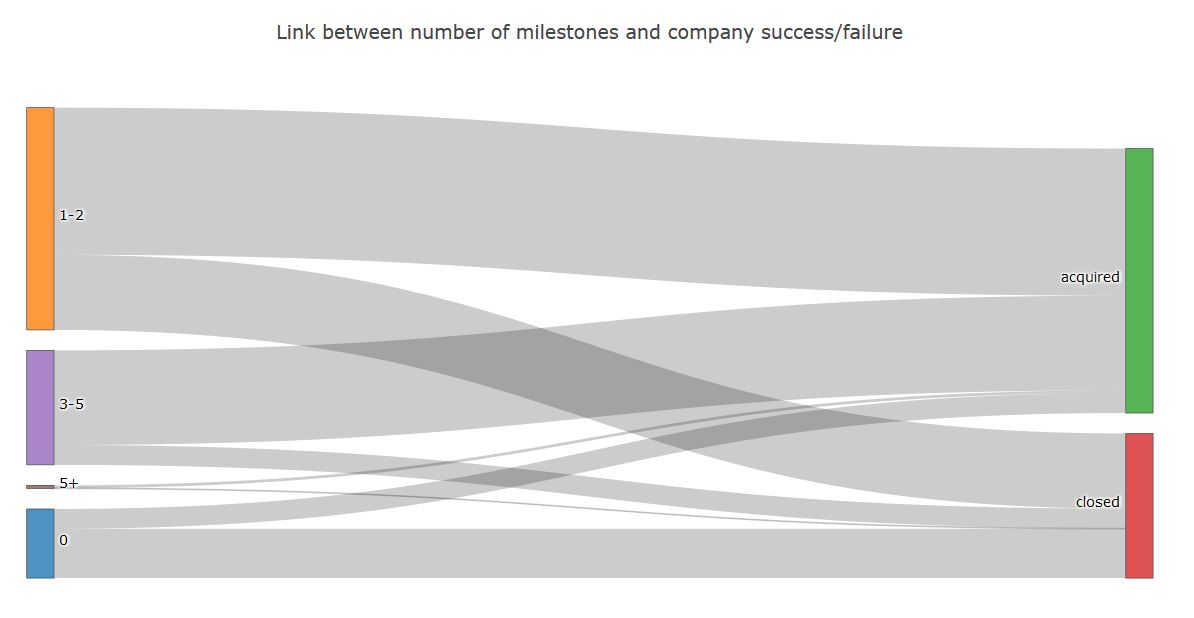 Link between number of milestones and company success/failure
1-2
acquired
3-5
5+
closed
0